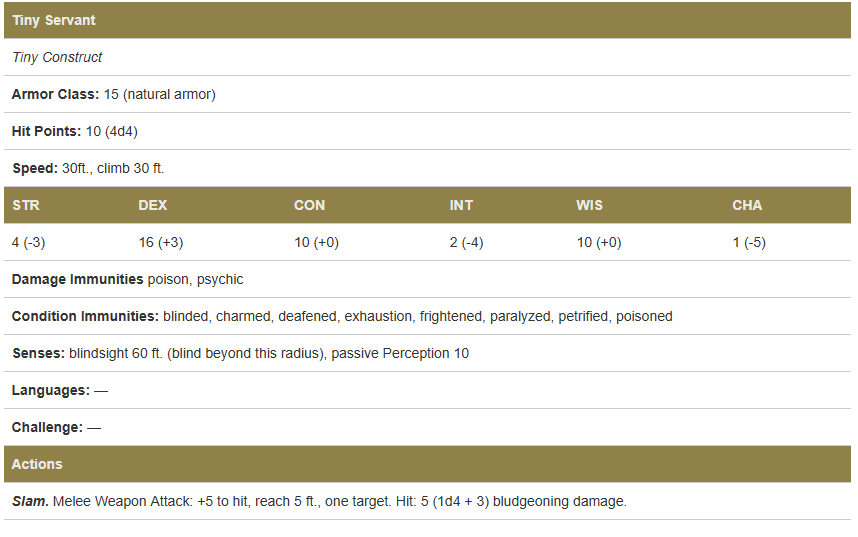 Tiny Servant
Tiny Construct
Armor Class: 15 (natural armor)
Hit Points: 10 (4d4)
Speed: 30ft., climb 30 ft.
STR DEX CON INT WIS CHA
4 (-3) 16 (+3) 10 (+0) 2 (-4) 10 (+0) 1 (-5)
Damage Immunities poison, psychic
Condition Immunities: blinded, charmed, deafened, exhaustion, frightened, paralyzed, petrified, poisoned
Senses: blindsight 60 ft. (blind beyond this radius), passive Perception 10
Languages: —
Challenge: —
Actions
Slam. Melee Weapon Attack: +5 to hit, reach 5 ft., one target. Hit: 5 (1d4 + 3) bludgeoning damage.